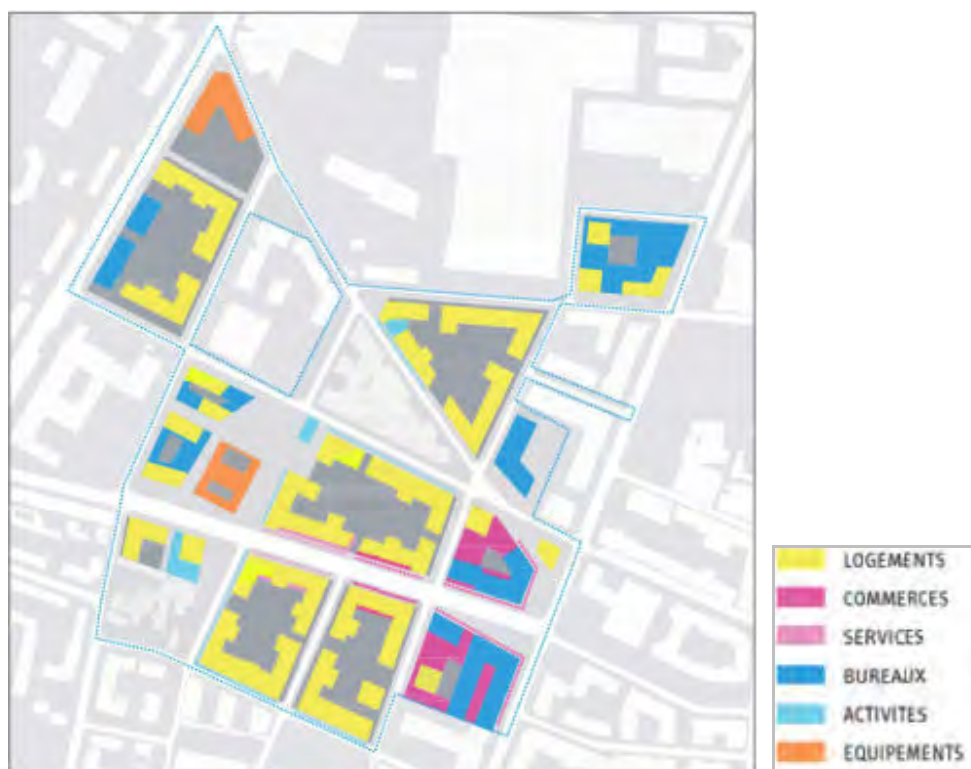 LOGEMENTS
COMMERCES
SERVICES
BUREAUX
ACTIVITES
EQUIPEMENTS